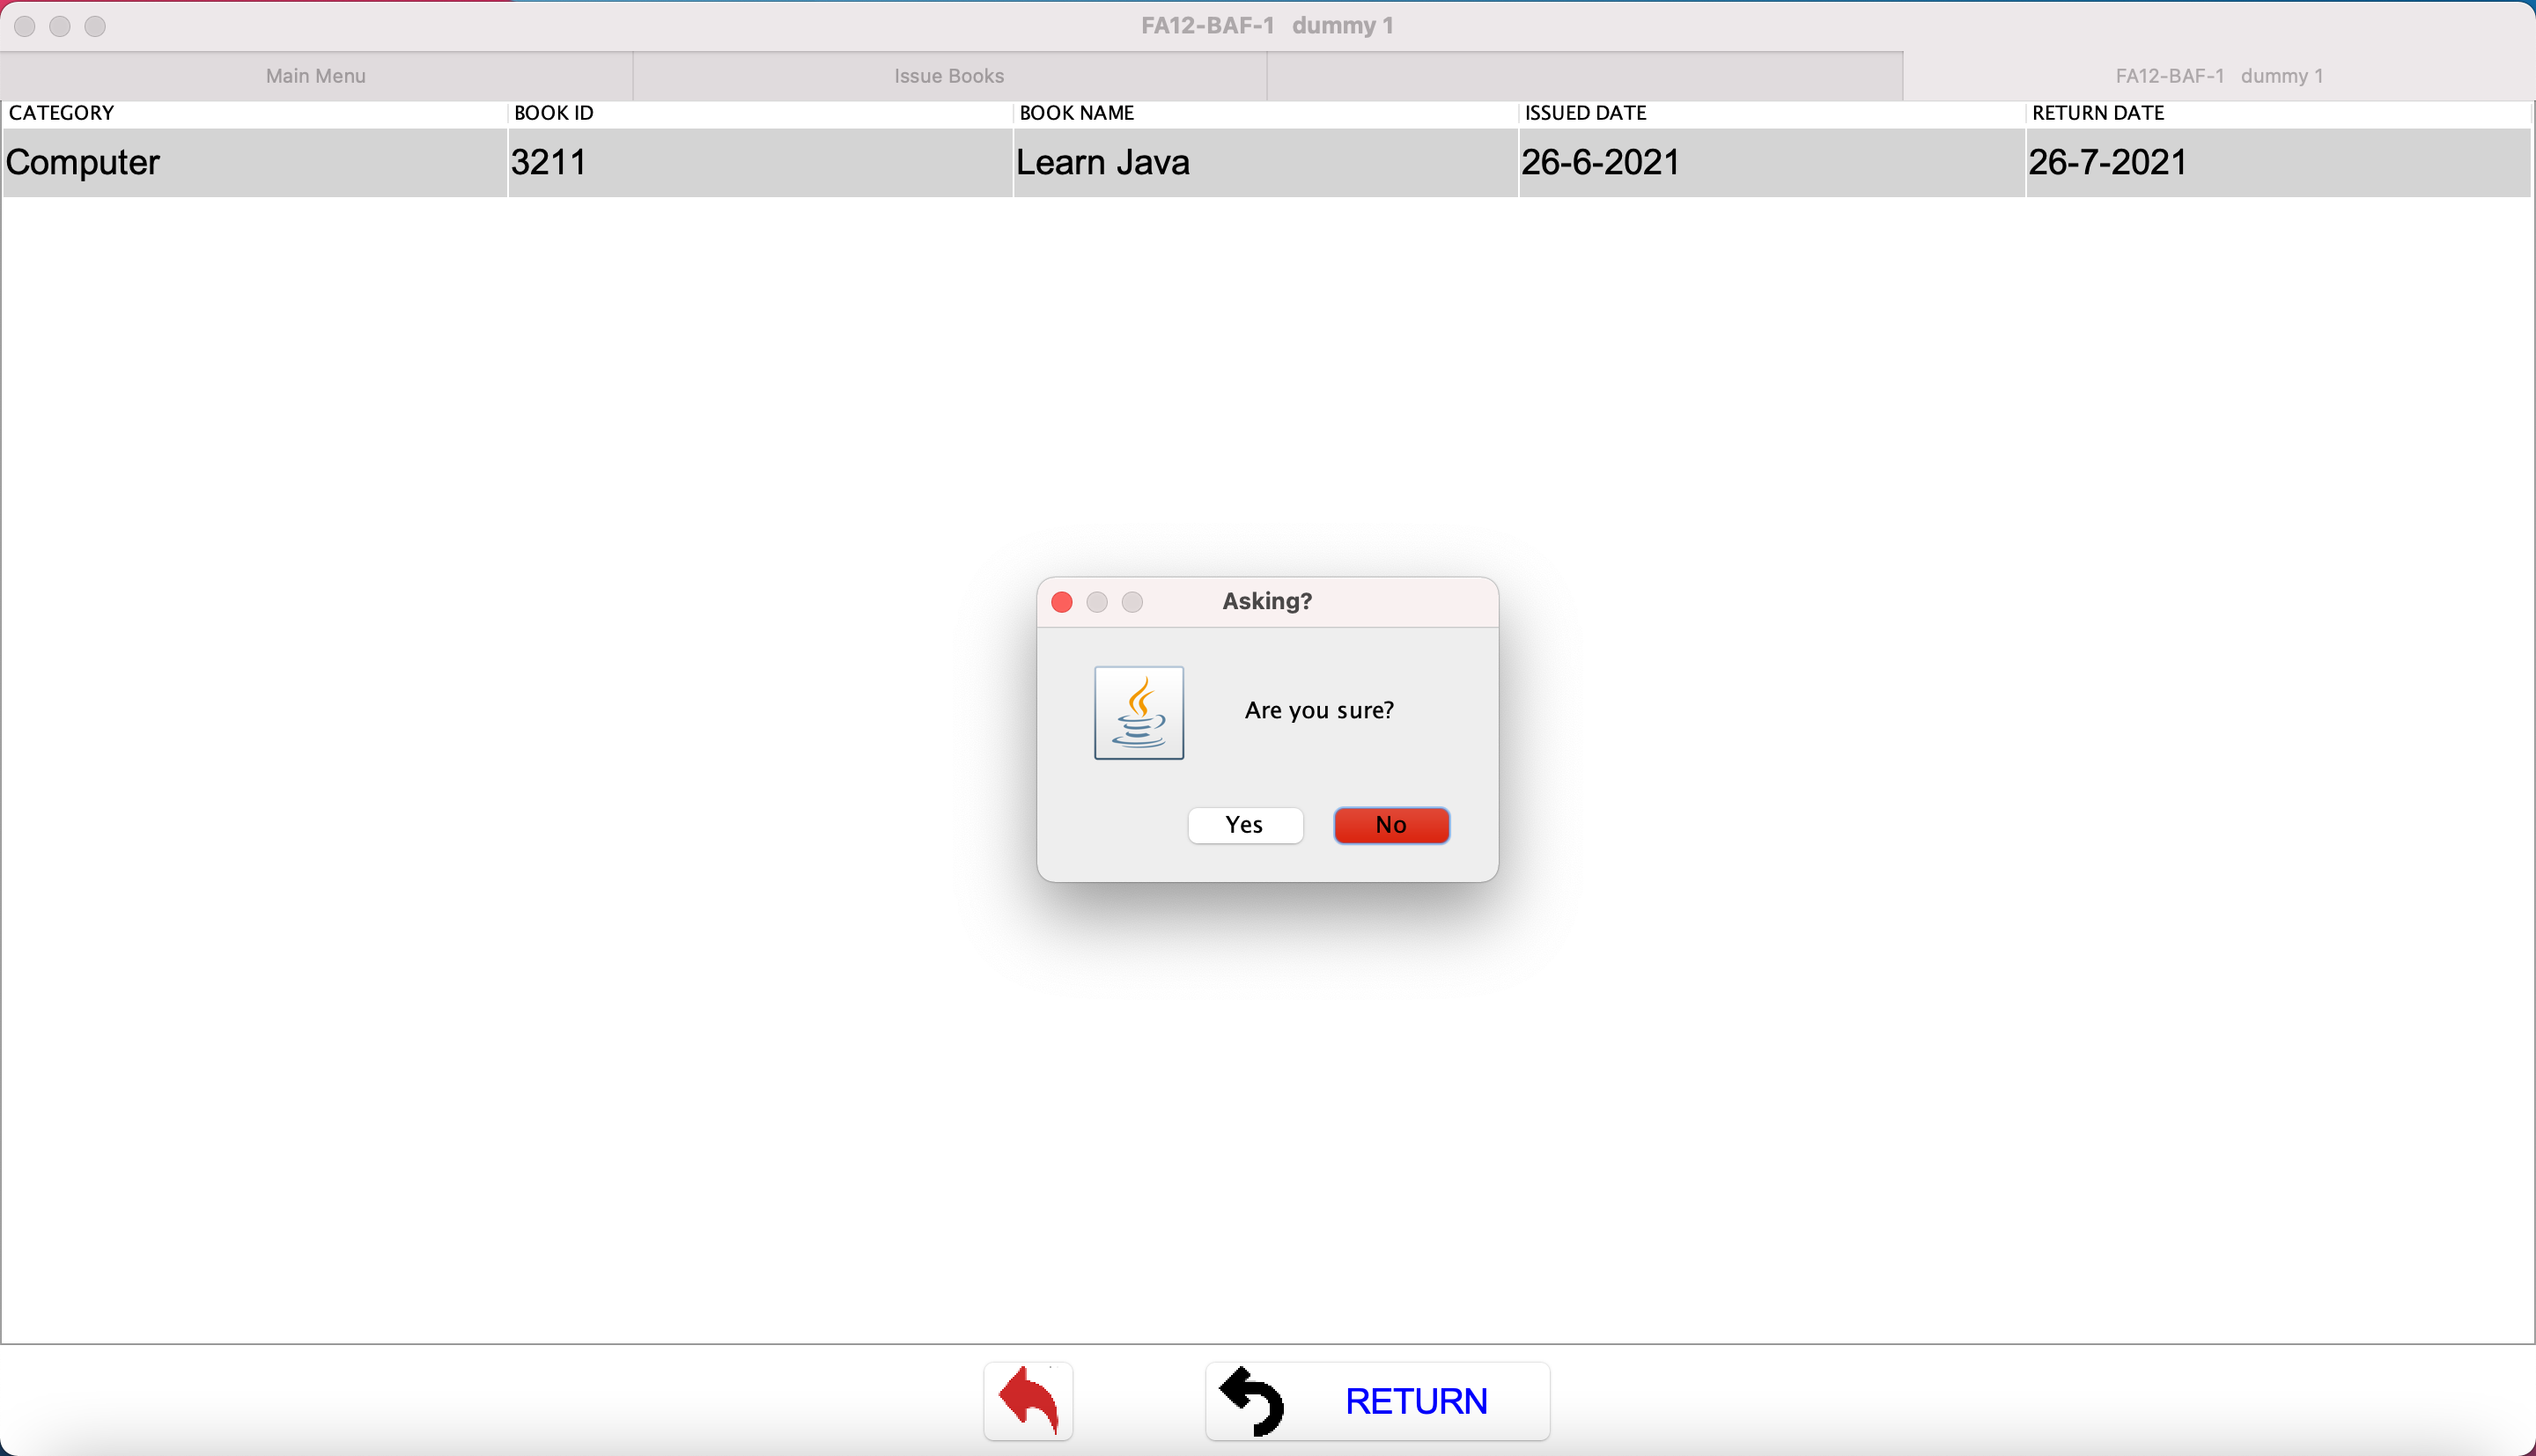 FA12-BAF-1 dummy 1
Main Menu Issue Books FA12-BAF-1 dummy 1
CATEGORY BOOK ID BOOK NAME ISSUED DATE RETURN DATE
Computer 3211 Learn Java 26-6-2021 26-7-2021
Asking?
Are you sure?
Yes No
RETURN